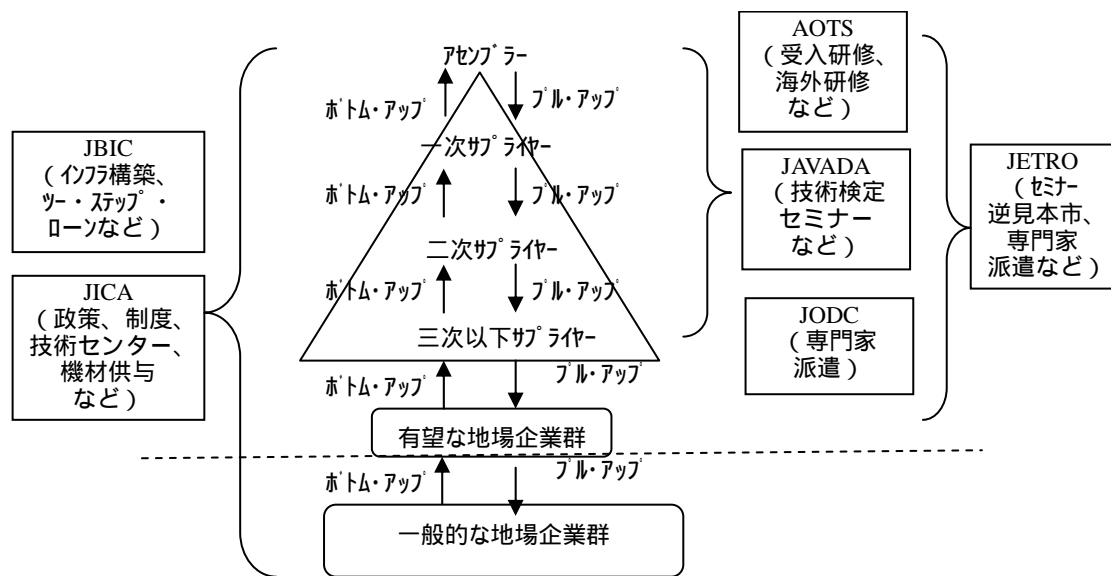 JBIC
（ｲﾝﾌﾗ構築、
ﾂｰ・ｽﾃｯﾌﾟ・
ﾛｰﾝなど）
JICA
（政策、制度、
技術センター、
機材供与
など）
ｱｾﾝﾌﾞﾗｰ
ﾎﾞﾄﾑ･ｱｯﾌﾟ
ﾌﾟﾙ･ｱｯﾌﾟ
一次ｻﾌﾟﾗｲﾔｰ
ﾎﾞﾄﾑ･ｱｯﾌﾟ
ﾌﾟﾙ･ｱｯﾌﾟ
二次ｻﾌﾟﾗｲﾔｰ
ﾎﾞﾄﾑ･ｱｯﾌﾟ
ﾌﾟﾙ･ｱｯﾌﾟ
三次以下ｻﾌﾟﾗｲﾔｰ
ﾎﾞﾄﾑ･ｱｯﾌﾟ
ﾌﾟﾙ･ｱｯﾌﾟ
有望な地場企業群
ﾎﾞﾄﾑ･ｱｯﾌﾟ
ﾌﾟﾙ･ｱｯﾌﾟ
一般的な地場企業群
AOTS
（受入研修、
海外研修
など）
JAVADA
（技術検定
セミナー
など）
JODC
（専門家
派遣）
JETRO
（ｾﾐﾅｰ
逆見本市、
専門家
派遣など）